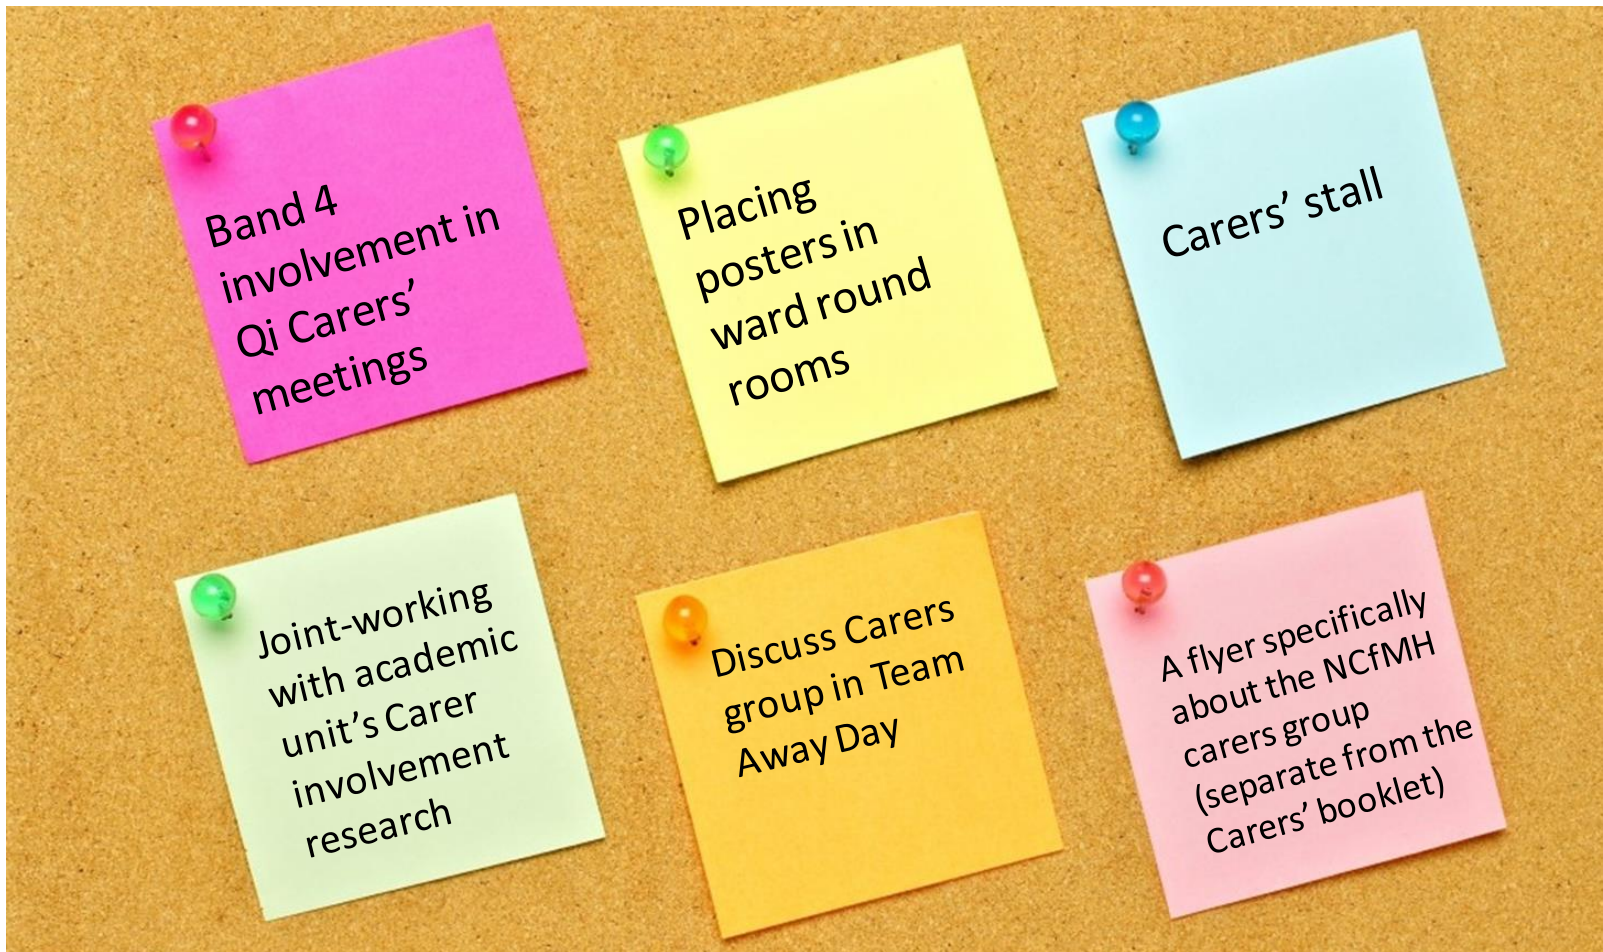 Band 4
involvement in
Qi Carers’
meetings
Placing
posters in
ward round
rooms
Carers’ stall
Joint-working
with academic
unit’s Carer
involvement
research
Discuss Carers
group in Team
Away Day
A flyer specifically
about the NCfMH
carers group
(separate from the
Carers’ booklet)